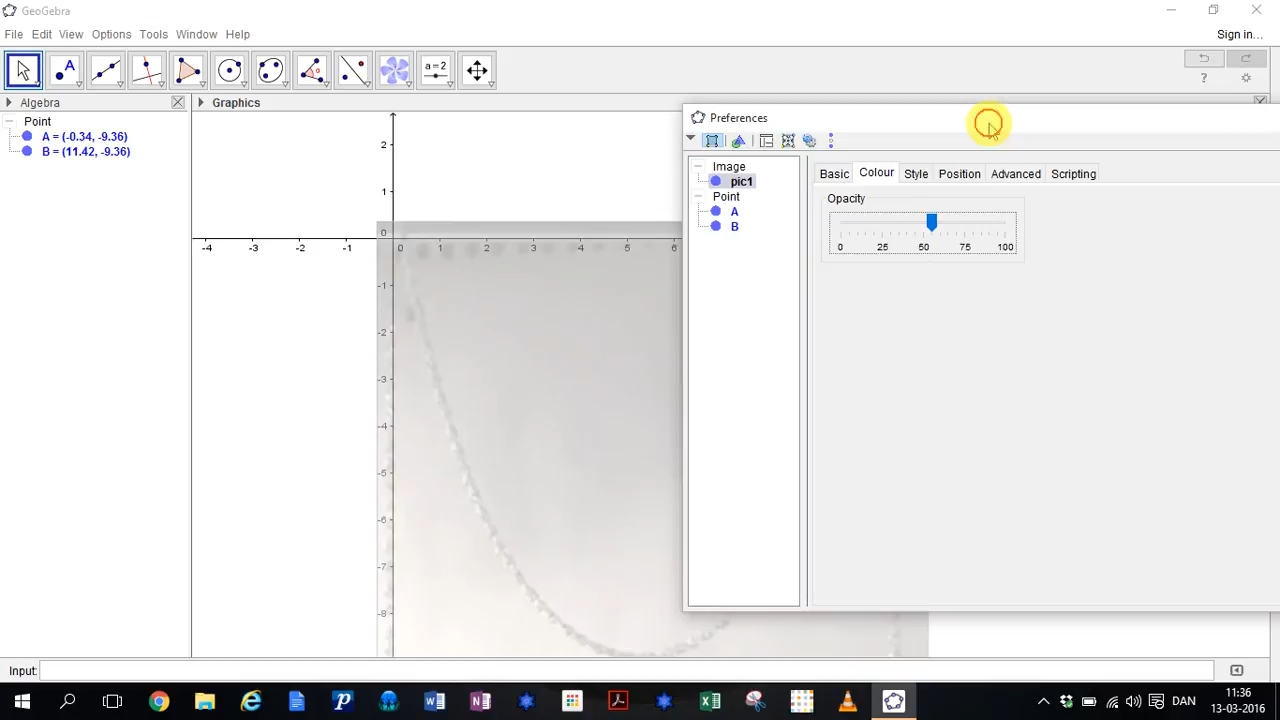 GeoGebra
File Edit View Options Tools Window Help
Sign in...
A
a = 2
?
Algebra
Graphics
Point
A = (-0.34, -9.36)
B = (11.42, -9.36)
2
1
0
-4 -3 -2 -1 0 1 2 3 4 5 6
-1
-2
-3
-4
-5
-6
-7
-8
Preferences
Image
pic1
Point
A
B
Basic Colour Style Position Advanced Scripting
Opacity
0 25 50 75 100
Input:
DAN
11:36
13-03-2016